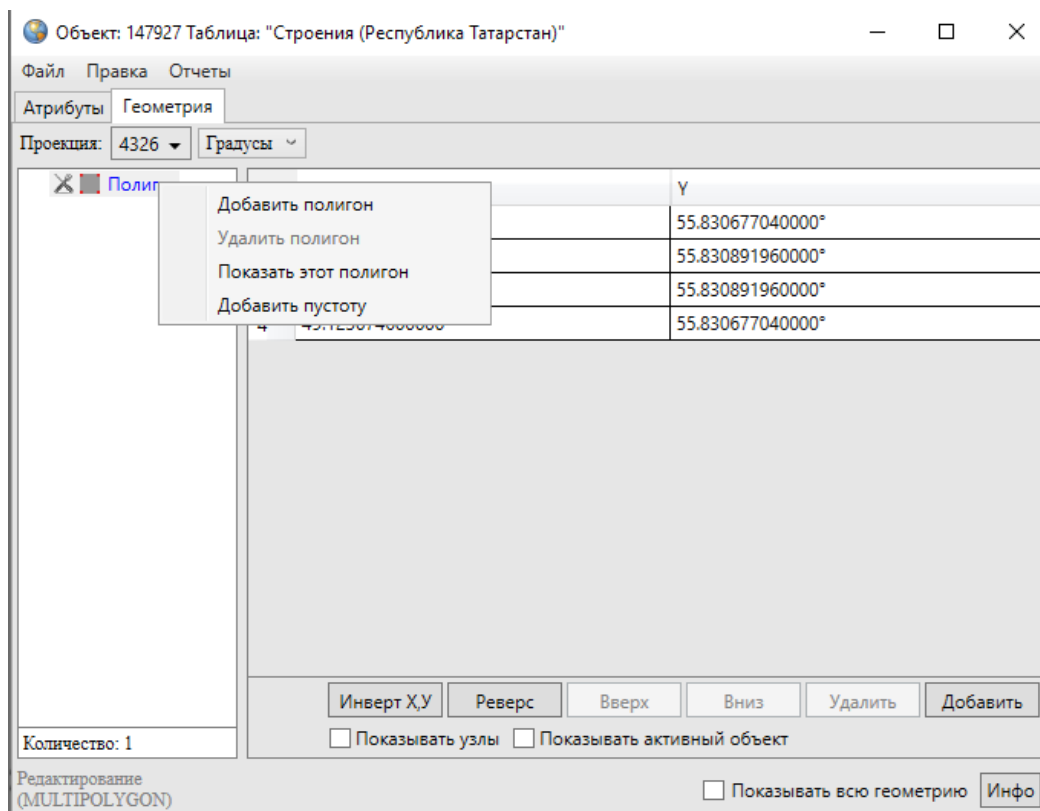 Объект: 147927 Таблица: "Строения (Республика Татарстан)"
Файл Правка Отчеты
Атрибуты Геометрия
Проекция: 4326 Градусы
Y
Добавить полигон
Удалить полигон
Показать этот полигон
Добавить пустоту
55.830677040000°
55.830891960000°
55.830891960000°
4 55.830677040000°
Инверт Х,У Реверс Вверх Вниз Удалить Добавить
Показывать узлы Показывать активный объект
Количество: 1
Редактирование
(MULTIPOLYGON)
Показывать всю геометрию Инфо